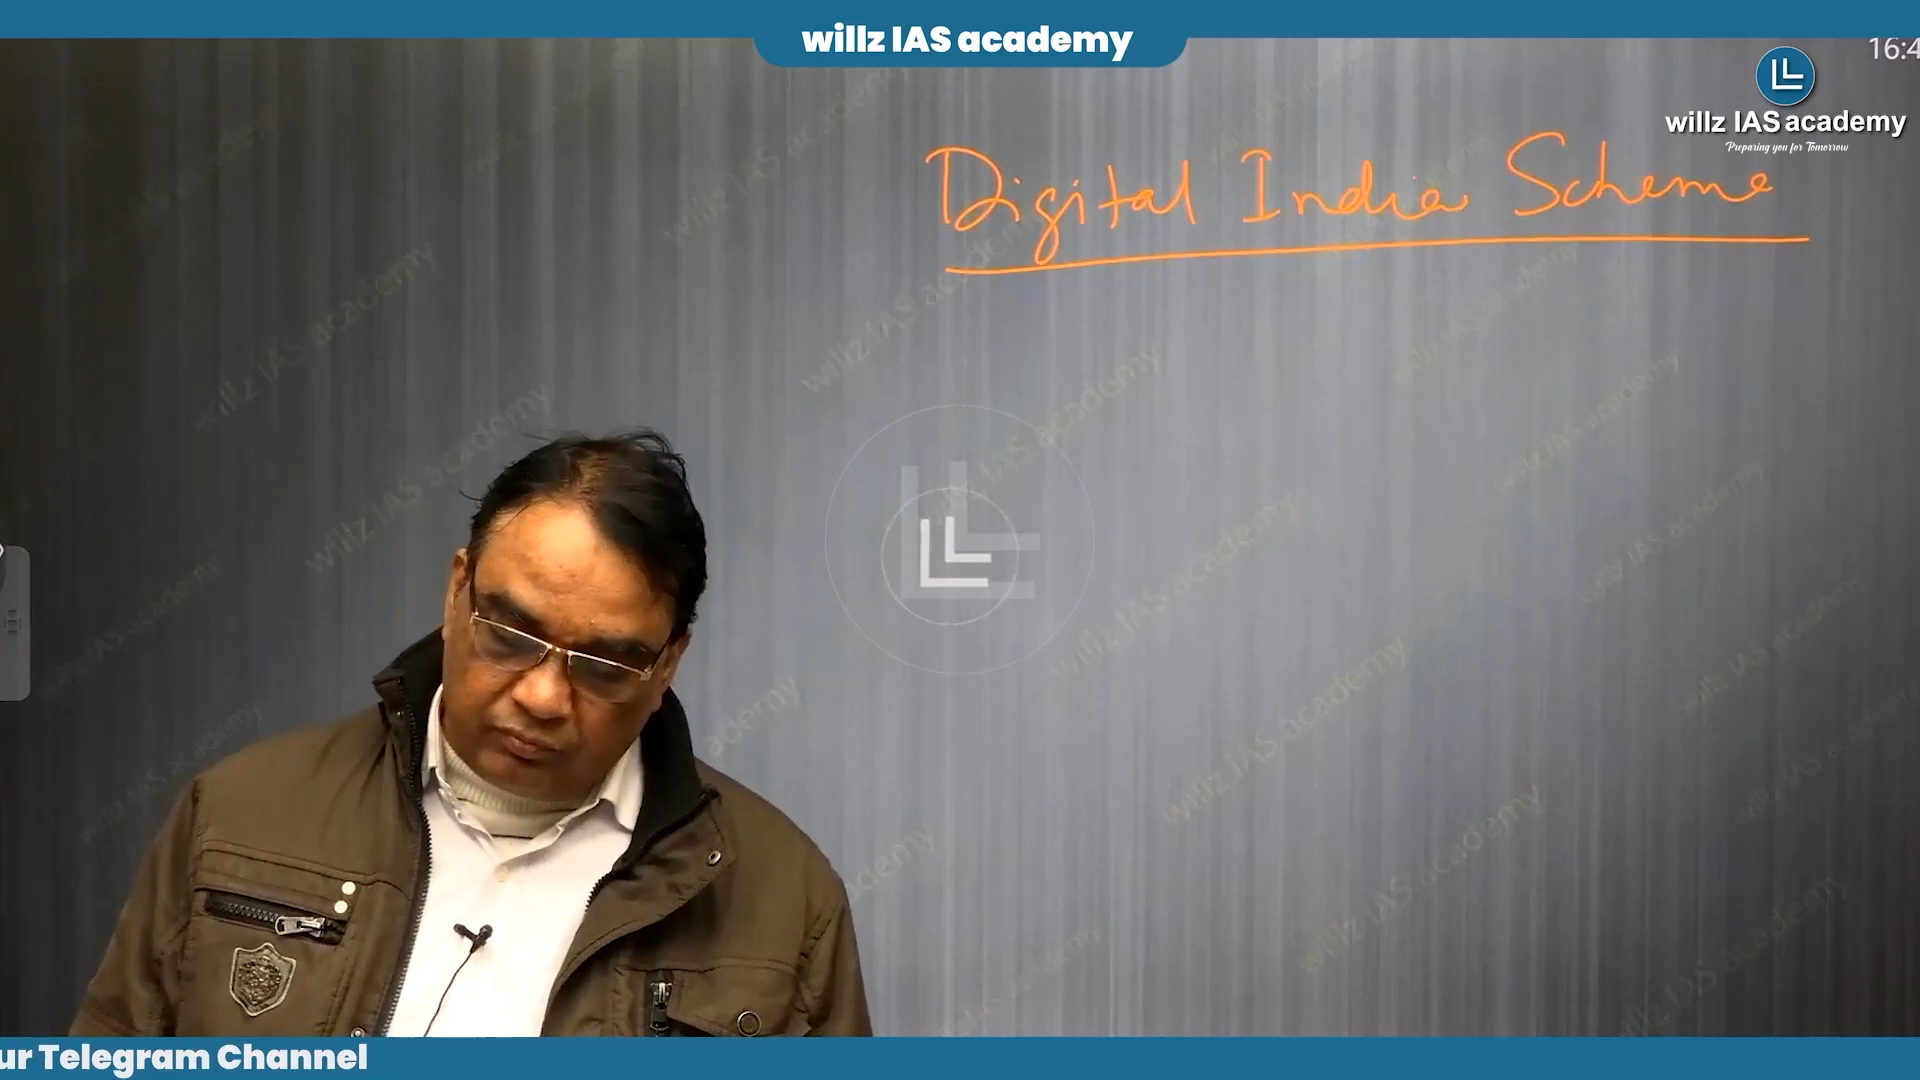 willz IAS academy
16:4
willz IAS academy
Preparing you for Tomorrow
Digital India Scheme
ur Telegram Channel